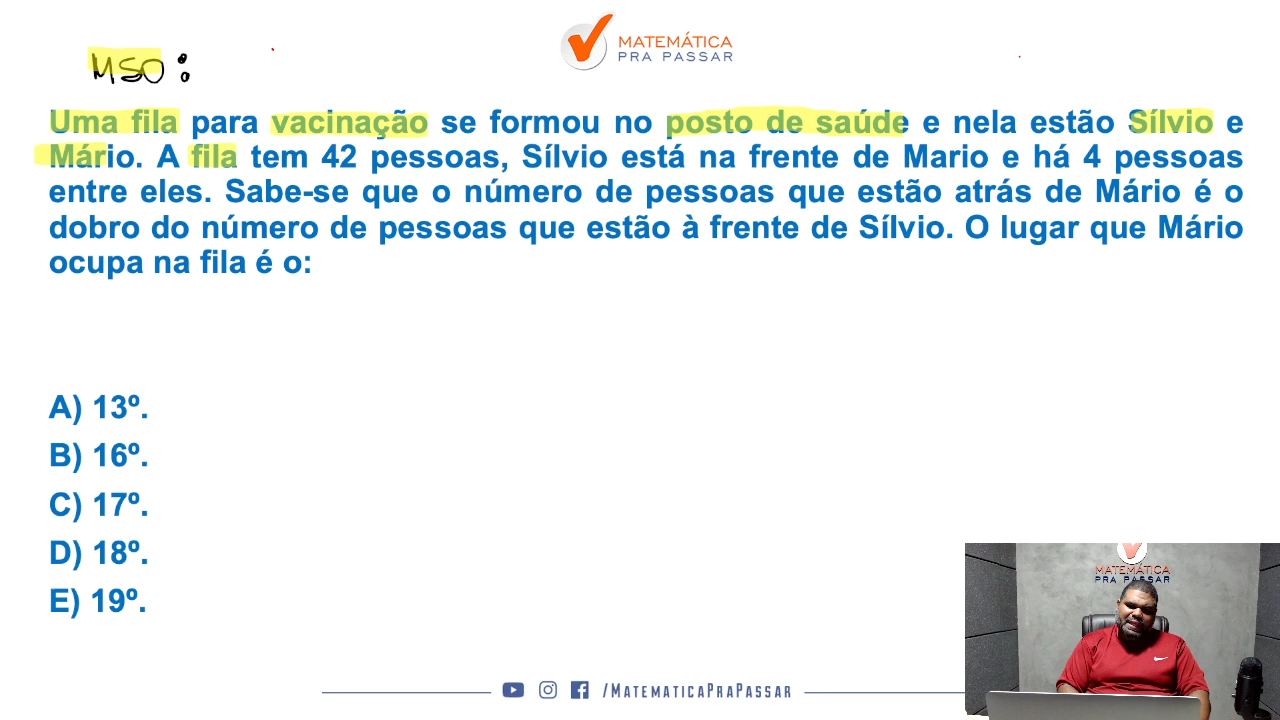 MATEMÁTICA
PRA PASSAR
MSO:
Uma fila para vacinação se formou no posto de saúde e nela estão Sílvio e
Mário. A fila tem 42 pessoas, Sílvio está na frente de Mario e há 4 pessoas
entre eles. Sabe-se que o número de pessoas que estão atrás de Mário é o
dobro do número de pessoas que estão à frente de Sílvio. O lugar que Mário
ocupa na fila é o:
A) 13º.
B) 16º.
C) 17º.
D) 18º.
E) 19º.
MATEMÁTICA
PRA PASSAR
/MATEMATICAPRAPASSAR